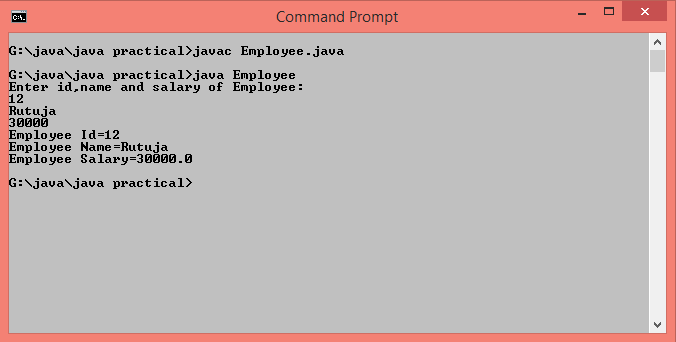 Command Prompt
G:\java\java practical>javac Employee.java
G:\java\java practical>java Employee
Enter id,name and salary of Employee:
12
Rutuja
30000
Employee Id=12
Employee Name=Rutuja
Employee Salary=30000.0
G:\java\java practical>